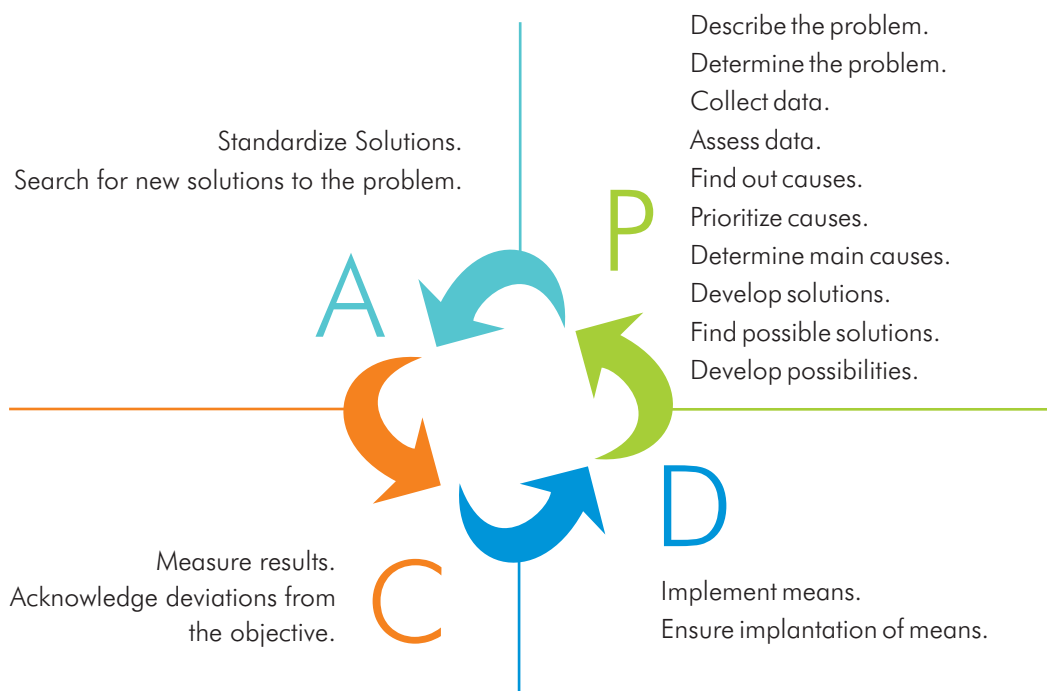 Describe the problem.
Determine the problem.
Collect data.
Assess data.
Find out causes.
Prioritize causes.
Determine main causes.
Develop solutions.
Find possible solutions.
Develop possibilities.
P
Standardize Solutions.
Search for new solutions to the problem.
A
D
Implement means.
Ensure implantation of means.
Measure results.
Acknowledge deviations from
the objective.
C